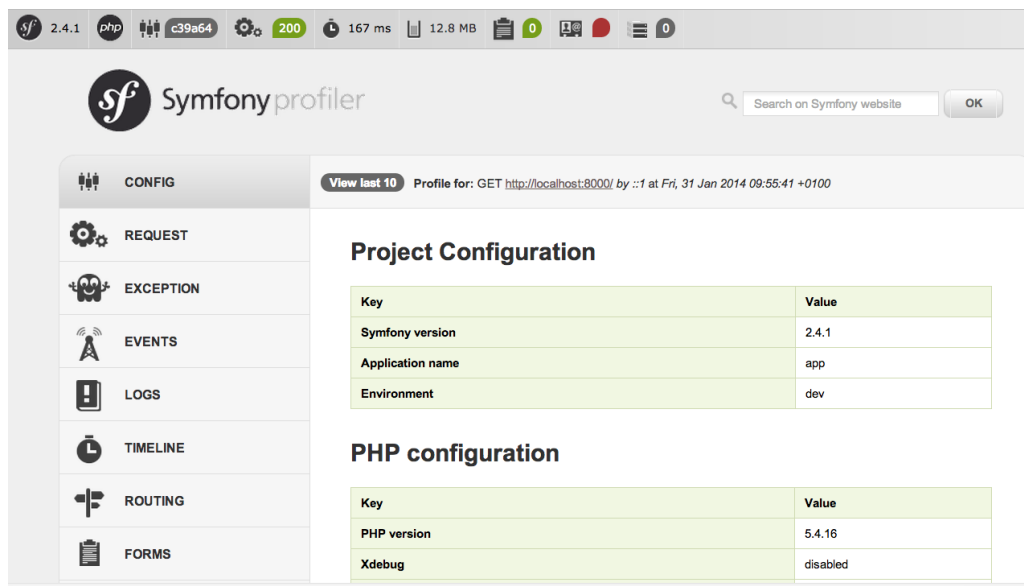 sf 2.4.1 php c39a64 200 167 ms 12.8 MB 0 0
sf Symfony profiler
Search on Symfony website OK
CONFIG
View last 10 Profile for: GET http://localhost:8000/ by ::1 at Fri, 31 Jan 2014 09:55:41 +0100
REQUEST
EXCEPTION
EVENTS
LOGS
TIMELINE
ROUTING
FORMS
Project Configuration
Key Value
Symfony version 2.4.1
Application name app
Environment dev
PHP configuration
Key Value
PHP version 5.4.16
Xdebug disabled